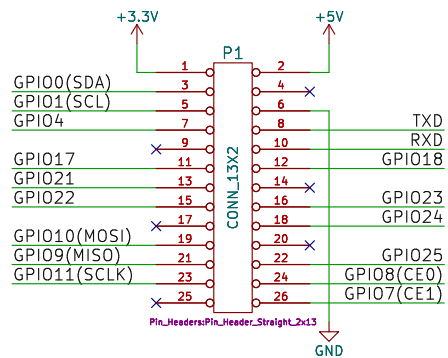 +3.3V +5V
P1
1 2
GPIO0(SDA) 3 4
GPIO1(SCL) 5 6
GPIO4 7 8 TXD
9 10 RXD
GPIO17 11 12 GPIO18
GPIO21 13 14
GPIO22 15 16 GPIO23
17 18 GPIO24
GPIO10(MOSI) 19 20
GPIO9(MISO) 21 22 GPIO25
GPIO11(SCLK) 23 24 GPIO8(CE0)
25 26 GPIO7(CE1)
CONN_13X2
Pin_Headers:Pin_Header_Straight_2x13
GND